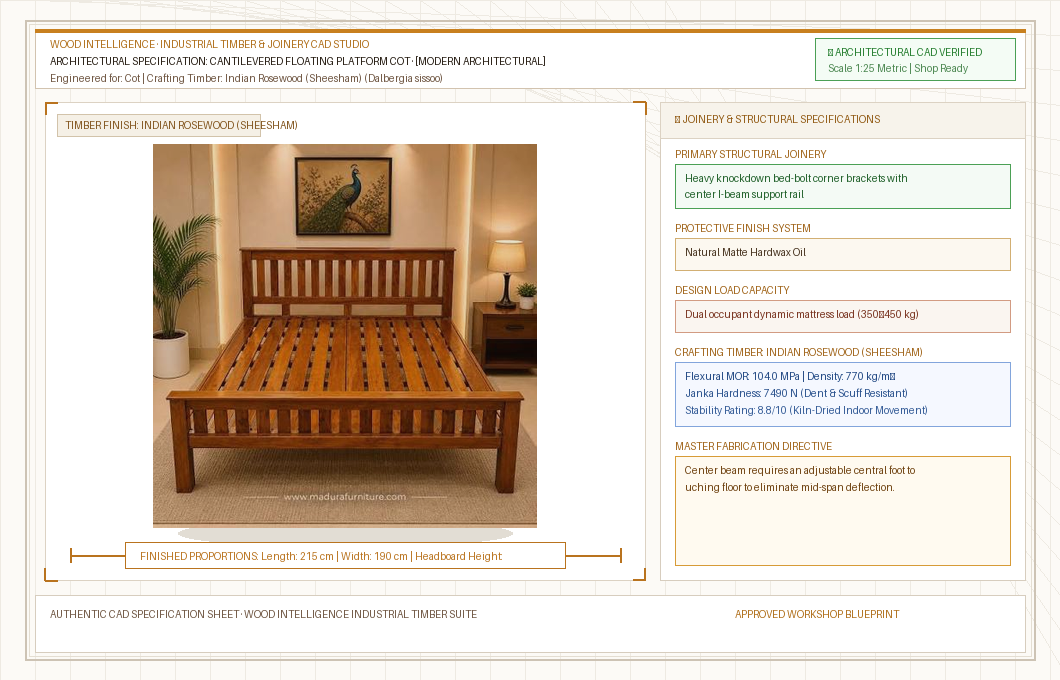 WOOD INTELLIGENCE · INDUSTRIAL TIMBER & JOINERY CAD STUDIO
ARCHITECTURAL SPECIFICATION: CANTILEVERED FLOATING PLATFORM COT · [MODERN ARCHITECTURAL]
Engineered for: Cot | Crafting Timber: Indian Rosewood (Sheesham) (Dalbergia sissoo)
ARCHITECTURAL CAD VERIFIED
Scale 1:25 Metric | Shop Ready
TIMBER FINISH: INDIAN ROSEWOOD (SHEESHAM)
www.madurafurniture.com
FINISHED PROPORTIONS: Length: 215 cm | Width: 190 cm | Headboard Height
JOINERY & STRUCTURAL SPECIFICATIONS
PRIMARY STRUCTURAL JOINERY
Heavy knockdown bed-bolt corner brackets with
center I-beam support rail
PROTECTIVE FINISH SYSTEM
Natural Matte Hardwax Oil
DESIGN LOAD CAPACITY
Dual occupant dynamic mattress load (350▯450 kg)
CRAFTING TIMBER: INDIAN ROSEWOOD (SHEESHAM)
Flexural MOR: 104.0 MPa | Density: 770 kg/m▯
Janka Hardness: 7490 N (Dent & Scuff Resistant)
Stability Rating: 8.8/10 (Kiln-Dried Indoor Movement)
MASTER FABRICATION DIRECTIVE
Center beam requires an adjustable central foot to
uching floor to eliminate mid-span deflection.
AUTHENTIC CAD SPECIFICATION SHEET · WOOD INTELLIGENCE INDUSTRIAL TIMBER SUITE
APPROVED WORKSHOP BLUEPRINT